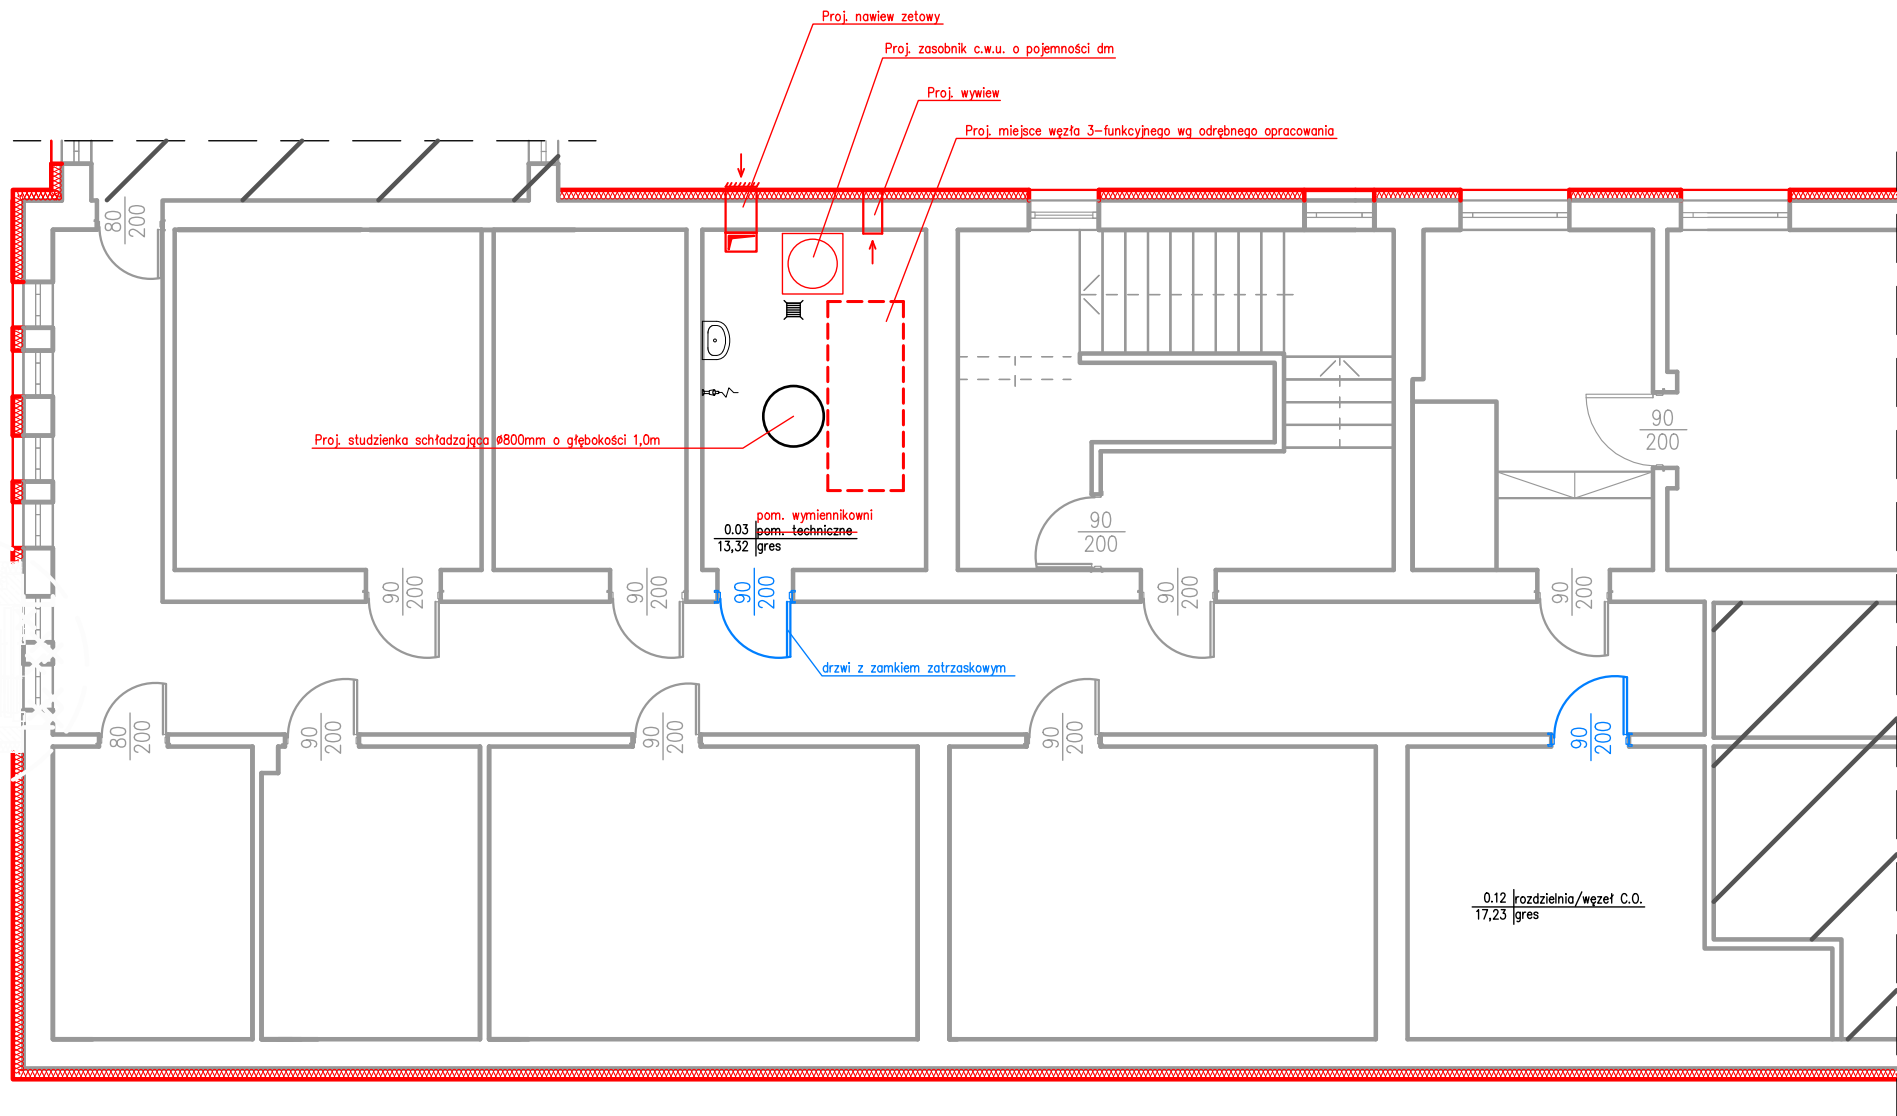 Proj. nawiew zetowy
Proj. zasobnik c.w.u. o pojemności dm
Proj. wywiew
Proj. miejsce węzła 3-funkcyjnego wg odrębnego opracowania
80
200
90
200
Proj. studzienka schładzająca ø800mm o głębokości 1,0m
pom. wymiennikowni
0.03 pom. techniczne
13,32 gres
90
200
90
200
90
200
90
200
90
200
90
200
drzwi z zamkiem zatrzaskowym
80
200
90
200
90
200
90
200
90
200
0.12 rozdzielnia/węzeł C.O.
17,23 gres